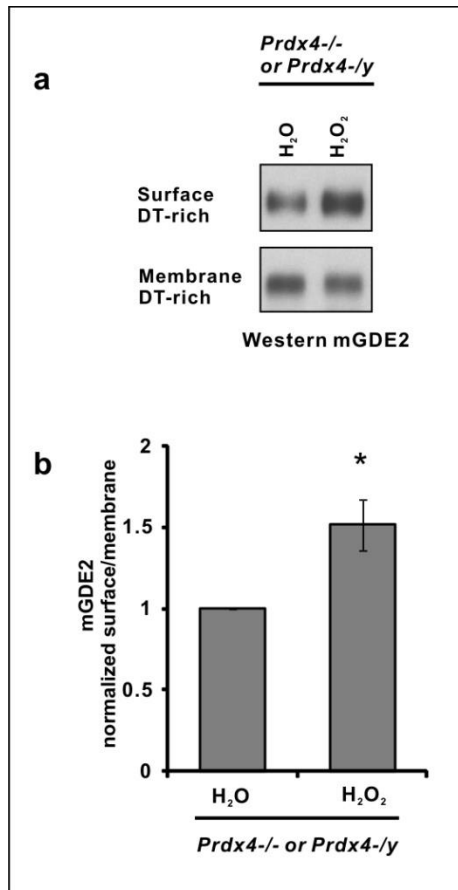 a
Prdx4-/-
or Prdx4-/y
H₂O
H₂O₂
Surface
DT-rich
Membrane
DT-rich
Western mGDE2
b
mGDE2
normalized surface/membrane
2
1.5
1
0.5
0
*
H₂O
H₂O₂
Prdx4-/- or Prdx4-/y